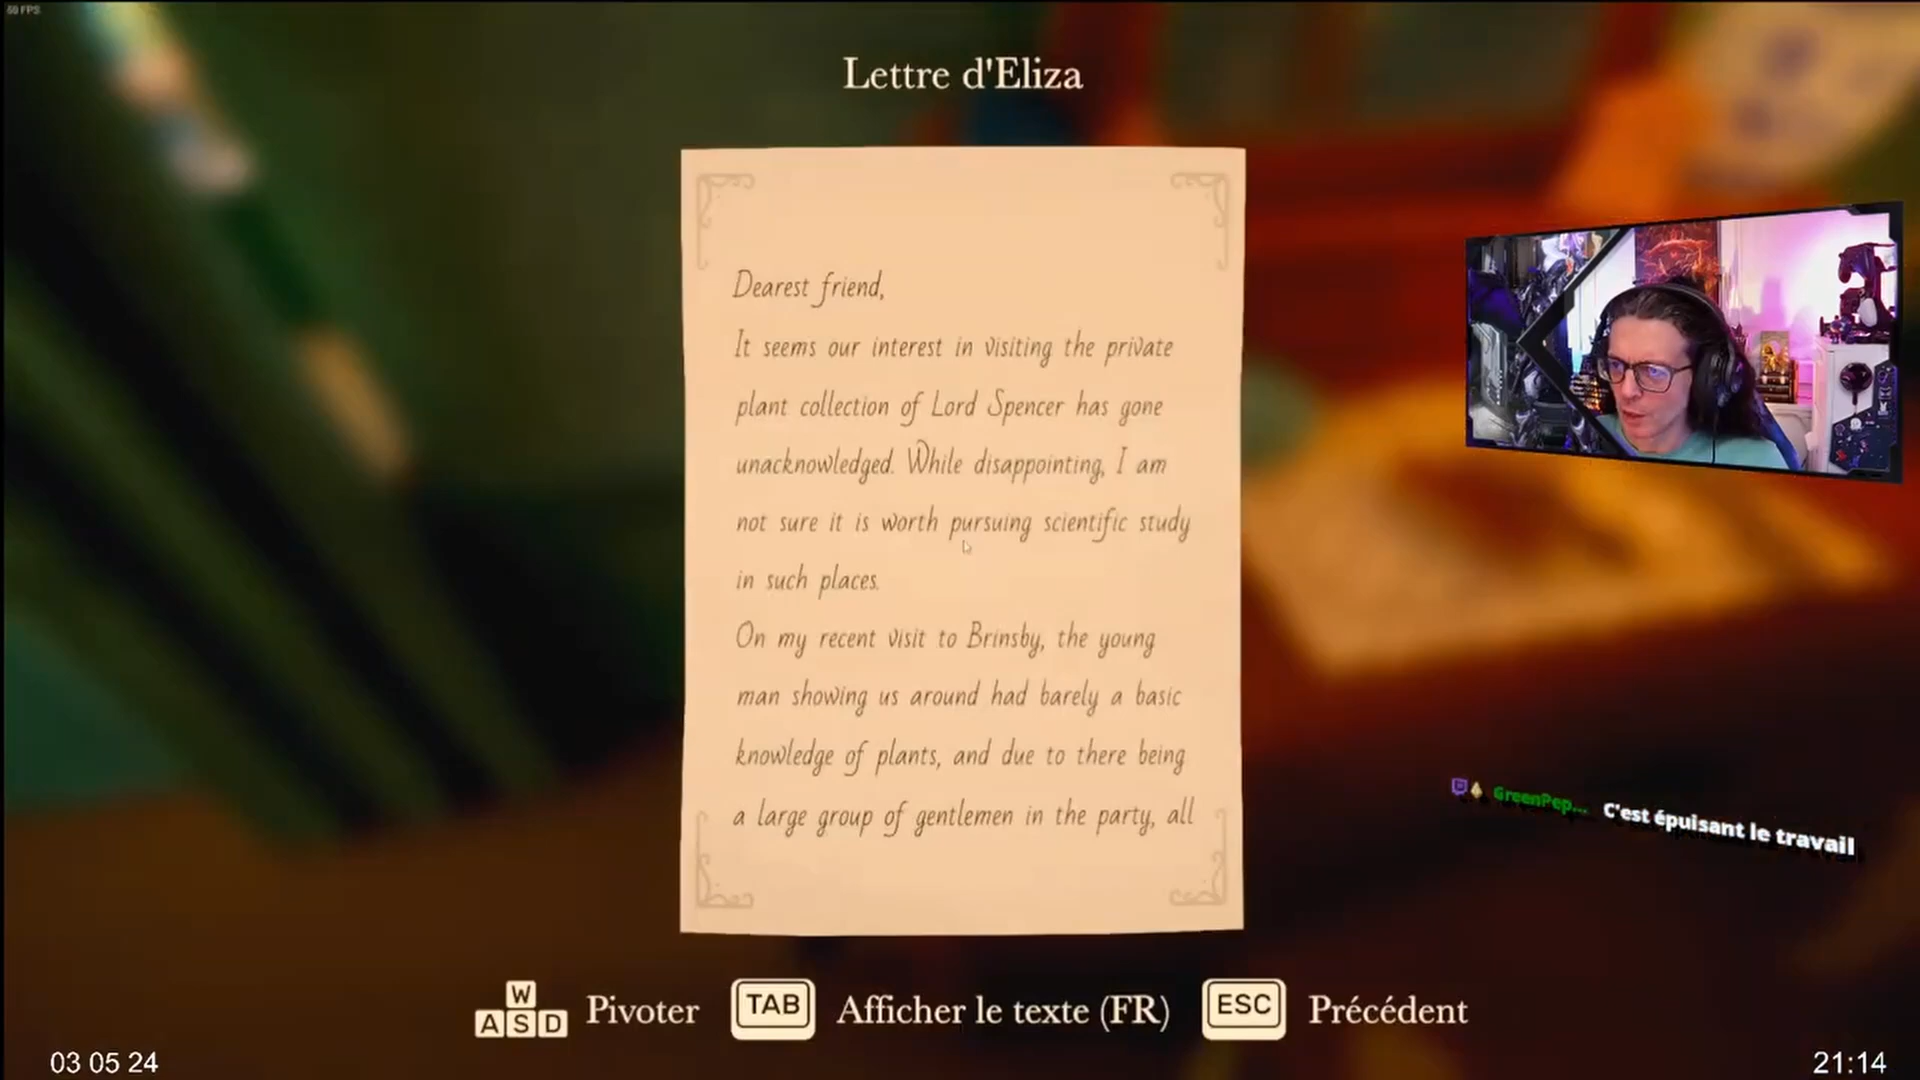 60 FPS
Lettre d'Eliza
Dearest friend,
It seems our interest in visiting the private
plant collection of Lord Spencer has gone
unacknowledged. While disappointing, I am
not sure it is worth pursuing scientific study
in such places.
On my recent visit to Brinsby, the young
man showing us around had barely a basic
knowledge of plants, and due to there being
a large group of gentlemen in the party, all
GreenPep... C'est épuisant le travail
W
A S D Pivoter TAB Afficher le texte (FR) ESC Précédent
03 05 24
21:14